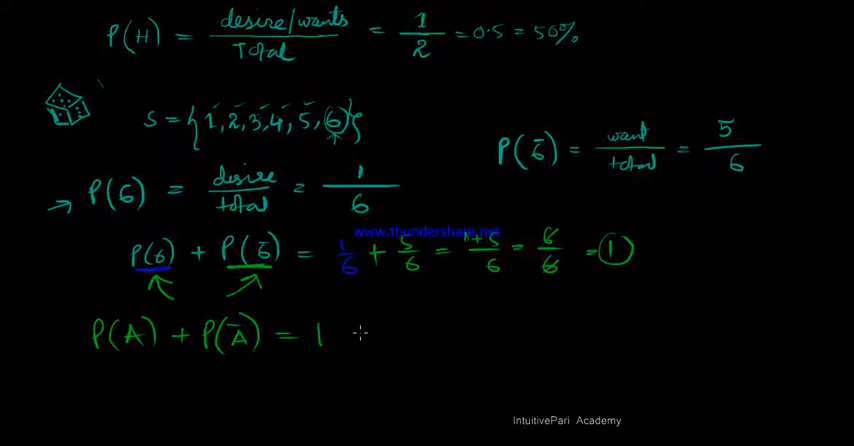 P(H) = desire/wants / Total = 1/2 = 0.5 = 50%
S = {1, 2, 3, 4, 5, 6}
P(6̄) = want/total = 5/6
P(6) = desire/total = 1/6
www.thundershare.net
P(6) + P(6̄) = 1/6 + 5/6 = 1+5/6 = 6/6 = 1
P(A) + P(Ā) = 1
IntuitivePari Academy